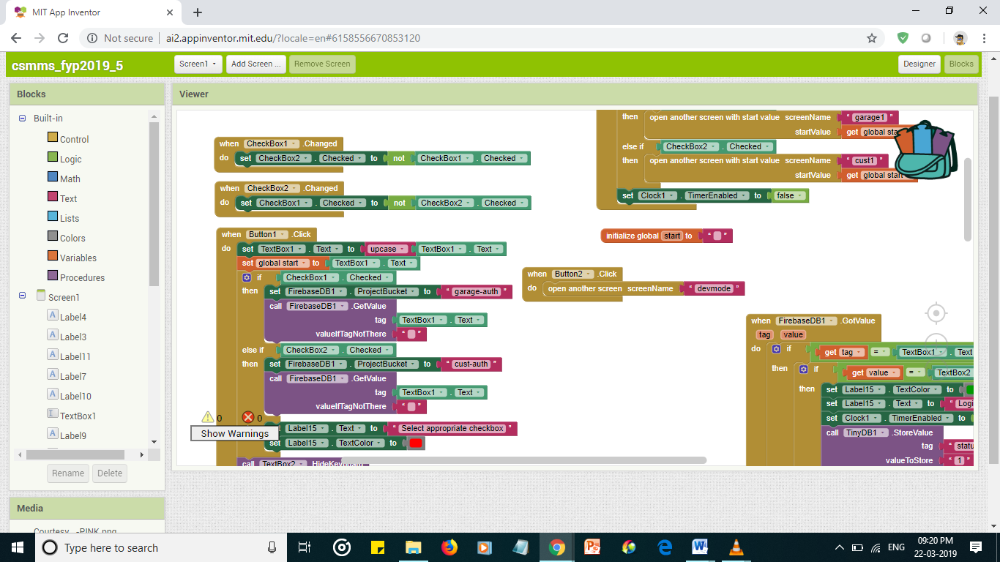 MIT App Inventor
Not secure | ai2.appinventor.mit.edu/?locale=en#6158556670853120
csmms_fyp2019_5 Screen1 Add Screen ... Remove Screen Designer Blocks
Blocks
Built-in
Control
Logic
Math
Text
Lists
Colors
Variables
Procedures
Screen1
Label4
Label3
Label11
Label7
Label10
TextBox1
Label9
Rename Delete
Media
Courtesy_-PINK.png
Viewer
when CheckBox1 .Changed
do set CheckBox2 . Checked to not CheckBox1 . Checked
when CheckBox2 .Changed
do set CheckBox1 . Checked to not CheckBox2 . Checked
when Button1 .Click
do set TextBox1 . Text to upcase TextBox1 . Text
set global start to TextBox1 . Text
if CheckBox1 . Checked
then set FirebaseDB1 . ProjectBucket to “ garage-auth ”
call FirebaseDB1 .GetValue
tag TextBox1 . Text
valueIfTagNotThere “ ”
else if CheckBox2 . Checked
then set FirebaseDB1 . ProjectBucket to “ cust-auth ”
call FirebaseDB1 .GetValue
tag TextBox1 . Text
valueIfTagNotThere “ ”
Label15 . Text to “ Select appropriate checkbox ”
set Label15 . TextColor to
call TextBox2 .HideKeyboard
0 0
Show Warnings
then open another screen with start value screenName “ garage1 ”
startValue get global start
else if CheckBox2 . Checked
then open another screen with start value screenName “ cust1 ”
startValue get global start
set Clock1 . TimerEnabled to false
initialize global start to “ ”
when Button2 .Click
do open another screen screenName “ devmode ”
when FirebaseDB1 .GotValue
tag value
do if get tag = TextBox1 . Text
then if get value = TextBox2
then set Label15 . TextColor to
set Label15 . Text to “ Logi
set Clock1 . TimerEnabled to
call TinyDB1 .StoreValue
tag “ statu
valueToStore “ 1 ”
Type here to search
ENG
09:20 PM
22-03-2019